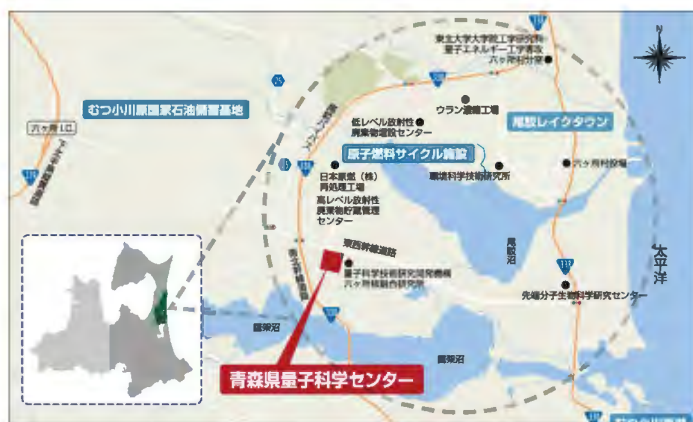 東北大学大学院工学研究科
量子エネルギー工学専攻
六ヶ所村分室
むつ小川原国家石油備蓄基地
六ヶ所 I.C.
ウラン濃縮工場
低レベル放射性
廃棄物埋設センター
尾駮レイクタウン
原子燃料サイクル施設
日本原燃（株）
再処理工場
高レベル放射性
廃棄物貯蔵管理
センター
環境科学技術研究所
六ヶ所村役場
東西幹線道路
尾駮沼
太平洋
量子科学技術研究開発機構
六ヶ所核融合研究所
先端分子生物科学研究センター
鷹架沼
鷹架沼
青森県量子科学センター